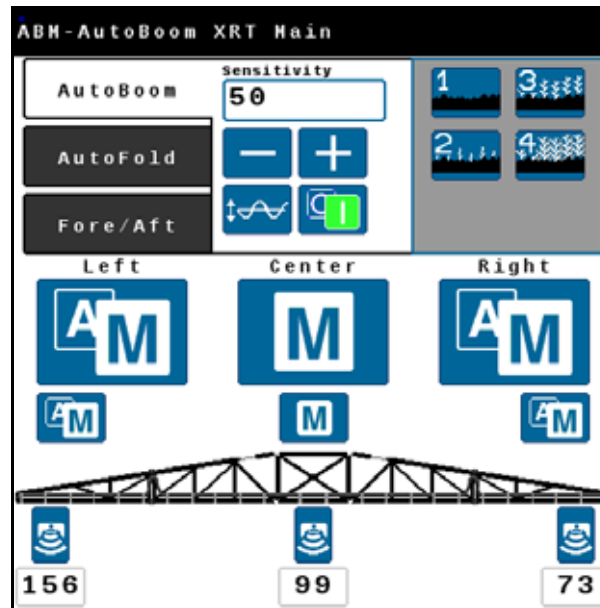 ABM-AutoBoom XRT Main
AutoBoom
Sensitivity
50
AutoFold
Fore/Aft
1
3
2
4
Left
Center
Right
A M
M
A M
A M
M
A M
156
99
73